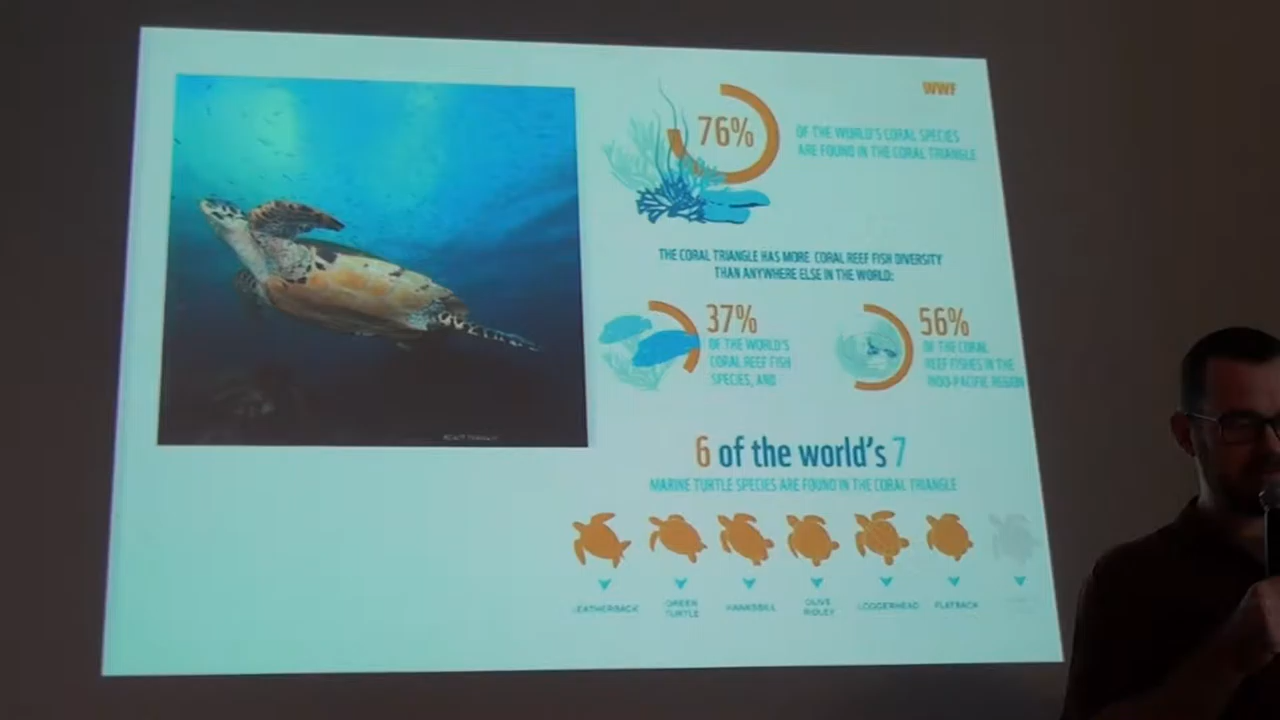 WWF
76%
OF THE WORLD'S CORAL SPECIES
ARE FOUND IN THE CORAL TRIANGLE
THE CORAL TRIANGLE HAS MORE CORAL REEF FISH DIVERSITY
THAN ANYWHERE ELSE IN THE WORLD:
37%
OF THE WORLD'S
CORAL REEF FISH
SPECIES, AND
56%
OF THE CORAL
REEF FISHES IN THE
INDO-PACIFIC REGION
6 of the world's 7
MARINE TURTLE SPECIES ARE FOUND IN THE CORAL TRIANGLE
LEATHERBACK
GREEN
TURTLE
HAWKSBILL
OLIVE
RIDLEY
LOGGERHEAD
FLATBACK